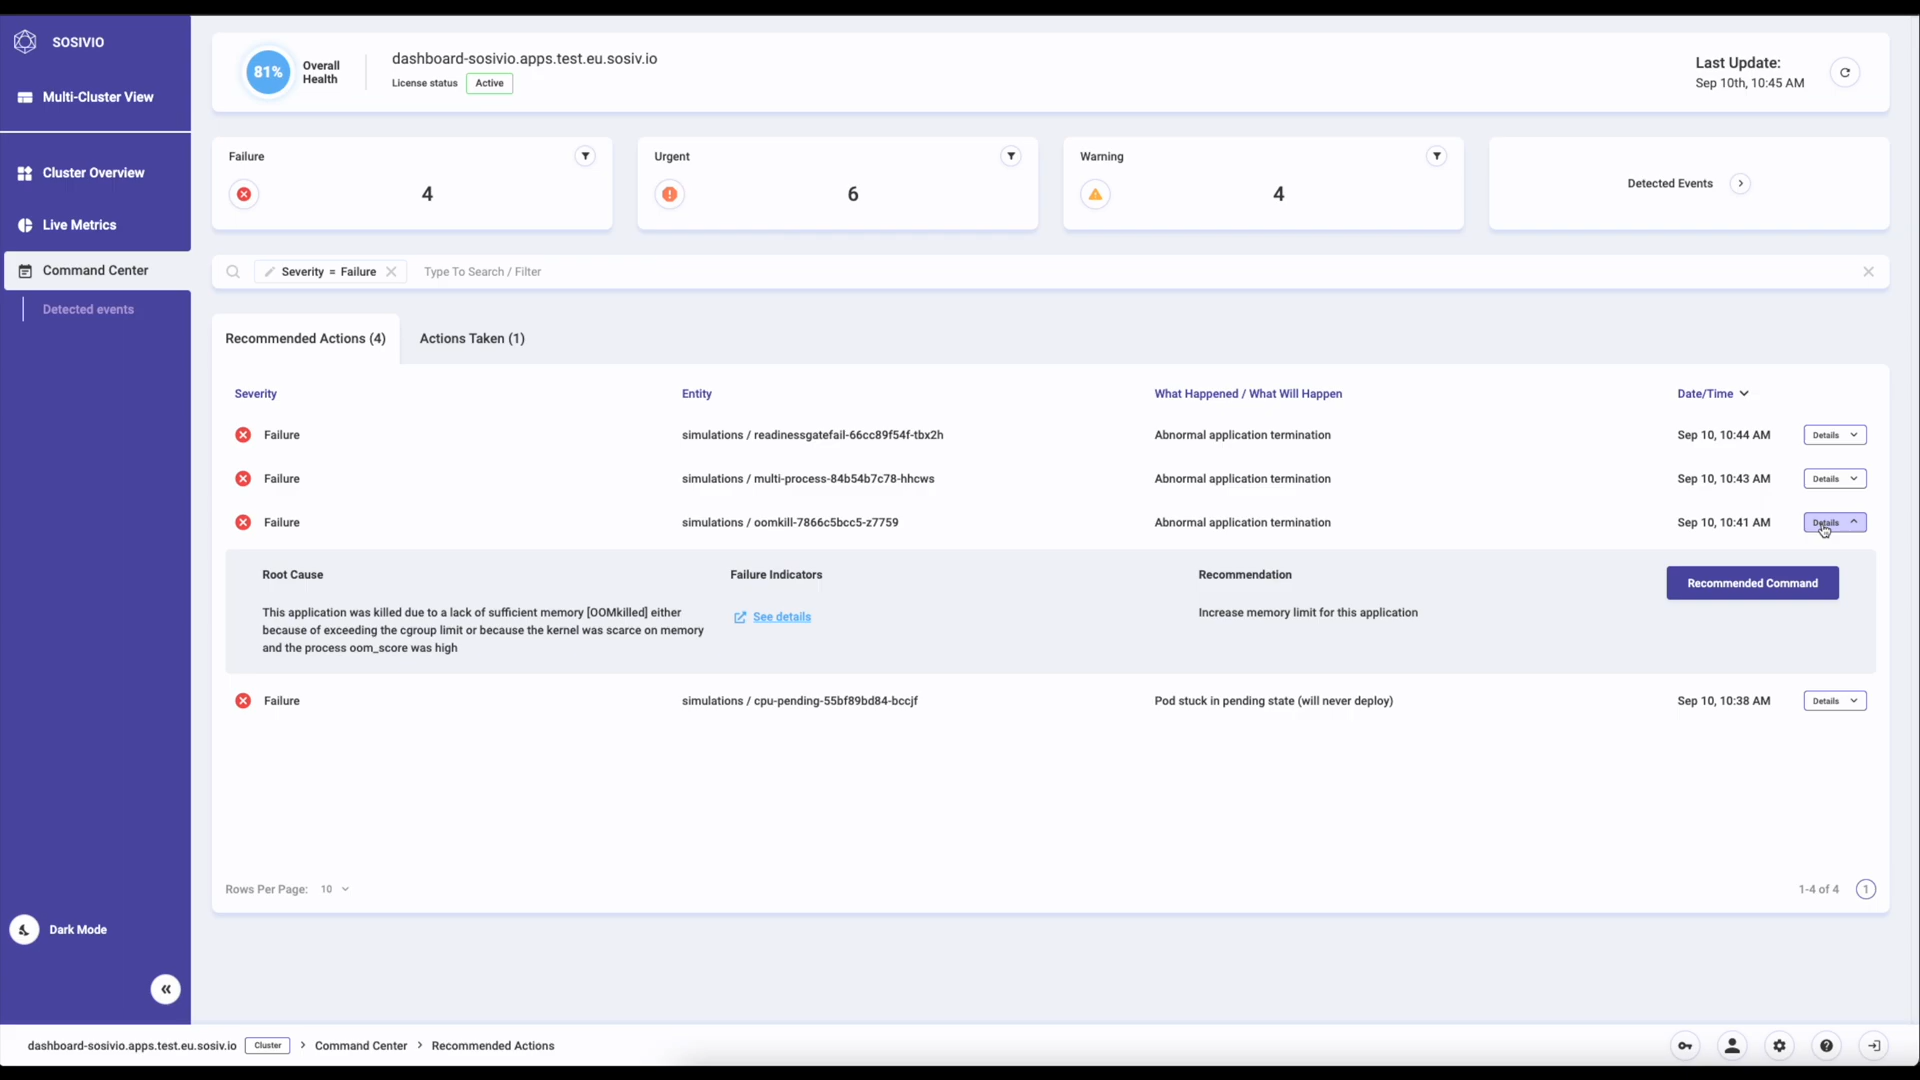 SOSIVIO
Multi-Cluster View
Cluster Overview
Live Metrics
Command Center
Detected events
Dark Mode
81%
Overall
Health
dashboard-sosivio.apps.test.eu.sosiv.io
License status Active
Last Update:
Sep 10th, 10:45 AM
Failure
4
Urgent
6
Warning
4
Detected Events
Severity = Failure Type To Search / Filter
Recommended Actions (4) Actions Taken (1)
Severity Entity What Happened / What Will Happen Date/Time
Failure simulations / readinessgatefail-66cc89f54f-tbx2h Abnormal application termination Sep 10, 10:44 AM Details
Failure simulations / multi-process-84b54b7c78-hhcws Abnormal application termination Sep 10, 10:43 AM Details
Failure simulations / oomkill-7866c5bcc5-z7759 Abnormal application termination Sep 10, 10:41 AM Details
Root Cause
This application was killed due to a lack of sufficient memory [OOMkilled] either
because of exceeding the cgroup limit or because the kernel was scarce on memory
and the process oom_score was high
Failure Indicators
See details
Recommendation
Increase memory limit for this application
Recommended Command
Failure simulations / cpu-pending-55bf89bd84-bccjf Pod stuck in pending state (will never deploy) Sep 10, 10:38 AM Details
Rows Per Page: 10
1-4 of 4 1
dashboard-sosivio.apps.test.eu.sosiv.io Cluster > Command Center > Recommended Actions